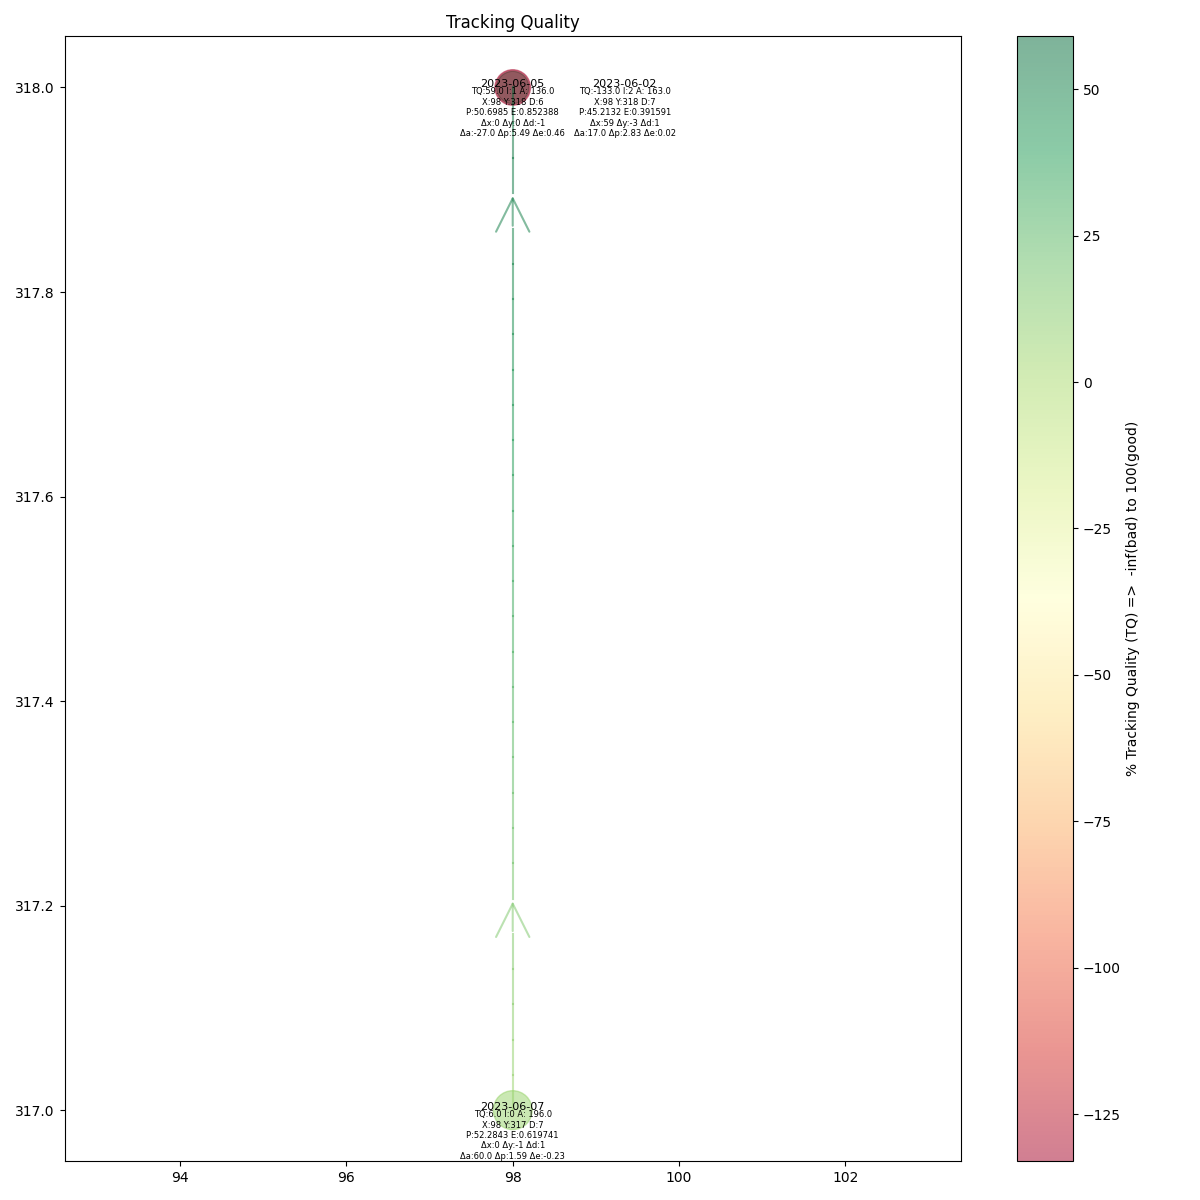 Tracking Quality
318.0
317.8
317.6
317.4
317.2
317.0
94
96
98
100
102
2023-06-05
TQ:59.0 I:1 A: 136.0
X:98 Y:318 D:6
P:50.6985 E:0.852388
Δx:0 Δy:0 Δd:-1
Δa:-27.0 Δp:5.49 Δe:0.46
2023-06-02
TQ:-133.0 I:2 A: 163.0
X:98 Y:318 D:7
P:45.2132 E:0.391591
Δx:59 Δy:-3 Δd:1
Δa:17.0 Δp:2.83 Δe:0.02
2023-06-07
TQ:6.0 I:0 A: 196.0
X:98 Y:317 D:7
P:52.2843 E:0.619741
Δx:0 Δy:-1 Δd:1
Δa:60.0 Δp:1.59 Δe:-0.23
50
25
0
−25
−50
−75
−100
−125
% Tracking Quality (TQ) => -inf(bad) to 100(good)